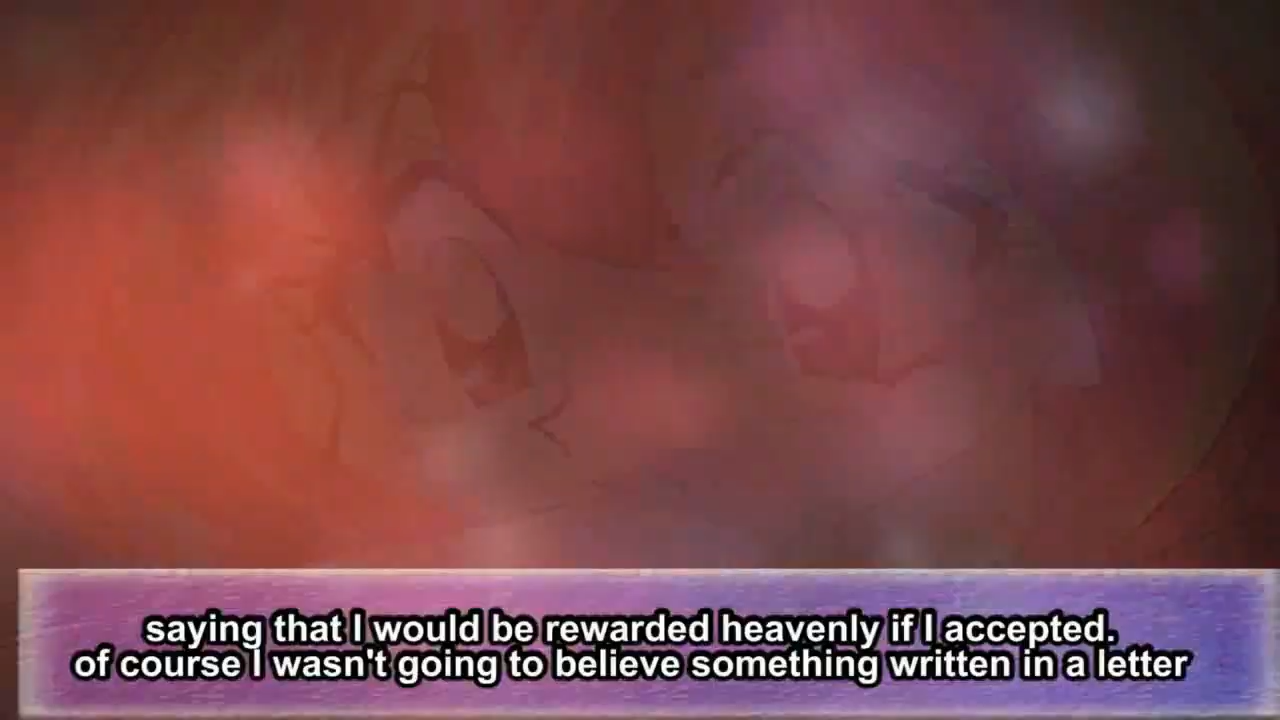 saying that I would be rewarded heavenly if I accepted.
of course I wasn't going to believe something written in a letter